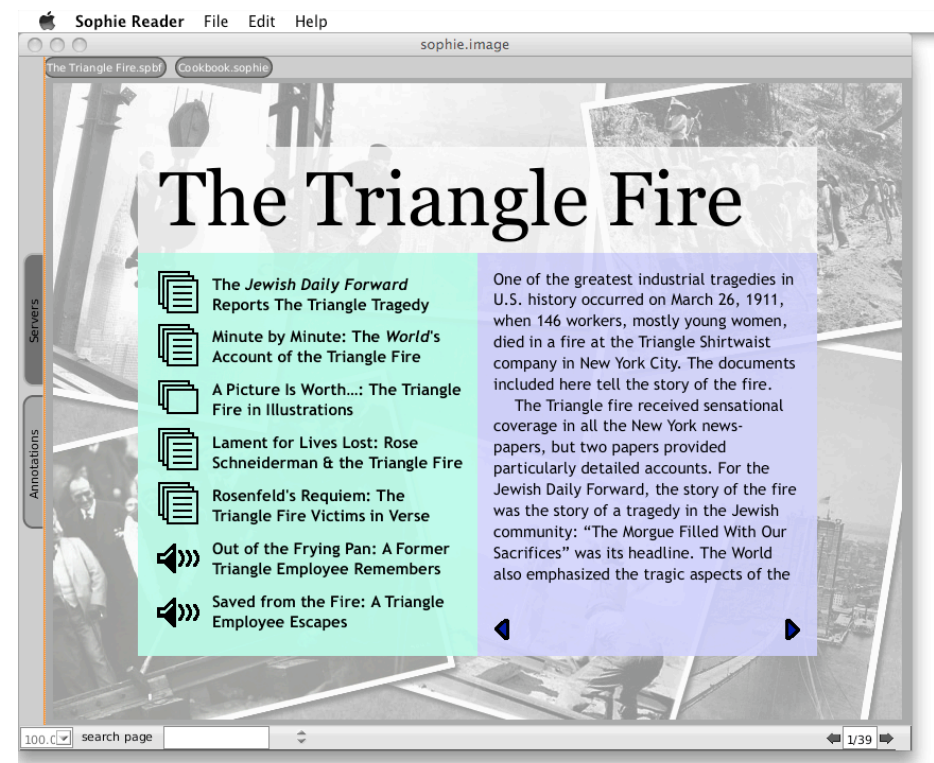 Sophie Reader File Edit Help
sophie.image
The Triangle Fire.spbf Cookbook.sophie
The Triangle Fire
Servers
Annotations
The Jewish Daily Forward
Reports The Triangle Tragedy
Minute by Minute: The World's
Account of the Triangle Fire
A Picture Is Worth...: The Triangle
Fire in Illustrations
Lament for Lives Lost: Rose
Schneiderman & the Triangle Fire
Rosenfeld's Requiem: The
Triangle Fire Victims in Verse
Out of the Frying Pan: A Former
Triangle Employee Remembers
Saved from the Fire: A Triangle
Employee Escapes
One of the greatest industrial tragedies in
U.S. history occurred on March 26, 1911,
when 146 workers, mostly young women,
died in a fire at the Triangle Shirtwaist
company in New York City. The documents
included here tell the story of the fire.
The Triangle fire received sensational
coverage in all the New York news-
papers, but two papers provided
particularly detailed accounts. For the
Jewish Daily Forward, the story of the fire
was the story of a tragedy in the Jewish
community: “The Morgue Filled With Our
Sacrifices” was its headline. The World
also emphasized the tragic aspects of the
search page 1/39